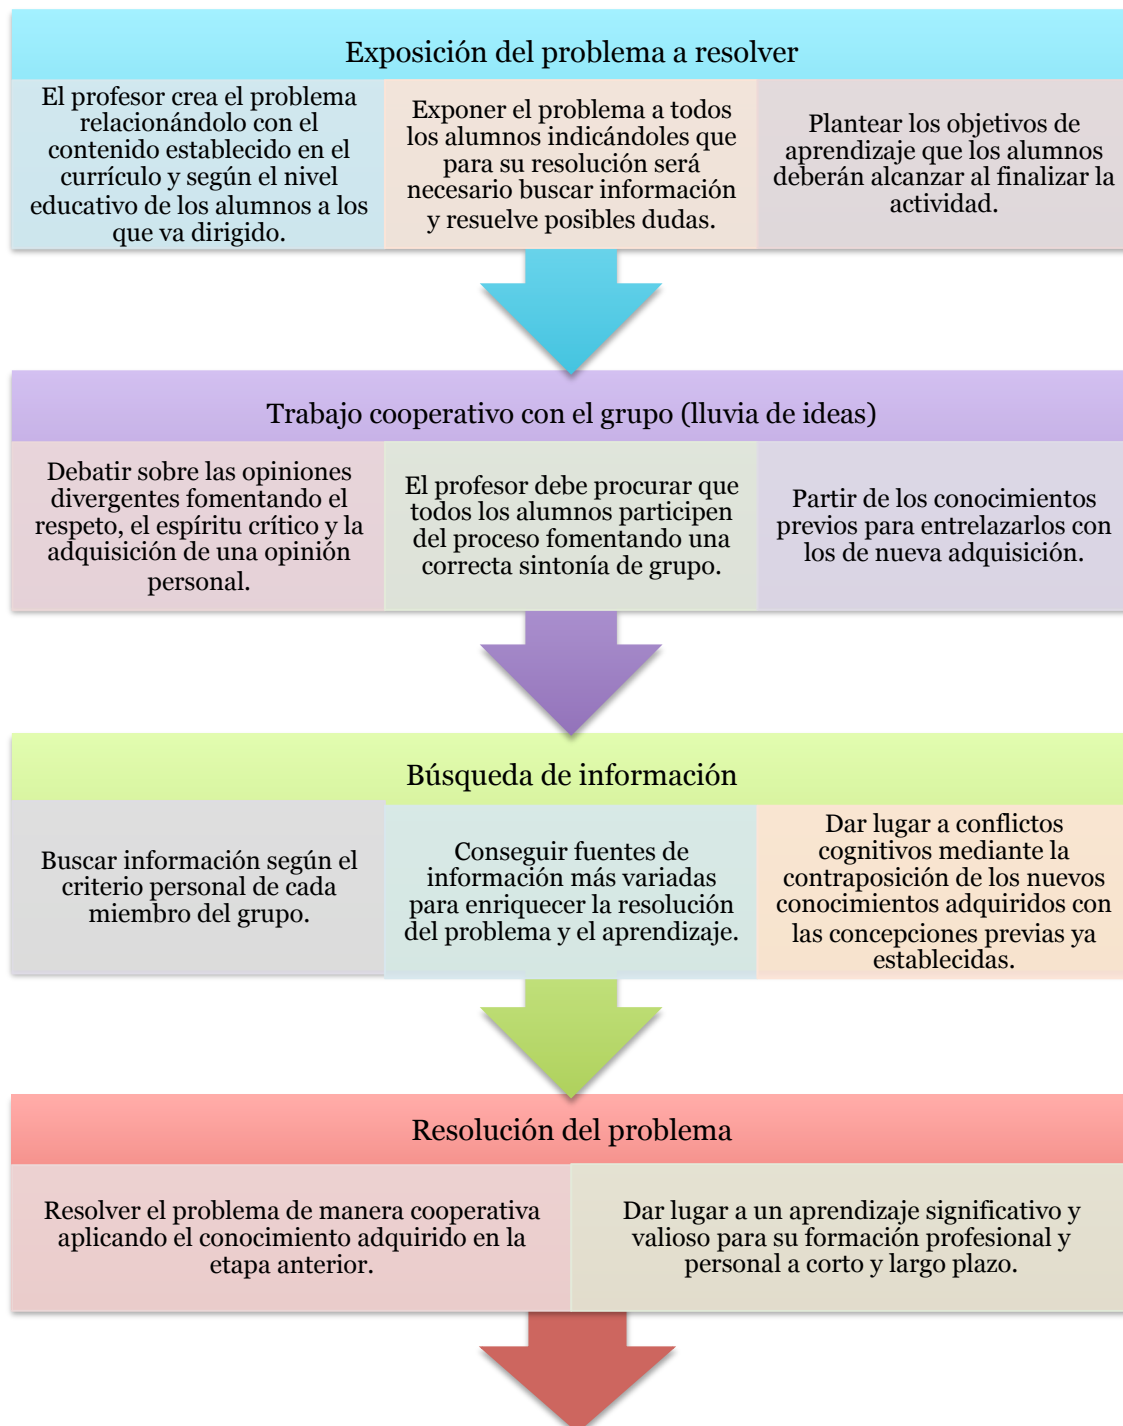 Exposición del problema a resolver
El profesor crea el problema
relacionándolo con el
contenido establecido en el
currículo y según el nivel
educativo de los alumnos a los
que va dirigido.
Exponer el problema a todos
los alumnos indicándoles que
para su resolución será
necesario buscar información
y resuelve posibles dudas.
Plantear los objetivos de
aprendizaje que los alumnos
deberán alcanzar al finalizar la
actividad.
Trabajo cooperativo con el grupo (lluvia de ideas)
Debatir sobre las opiniones
divergentes fomentando el
respeto, el espíritu crítico y la
adquisición de una opinión
personal.
El profesor debe procurar que
todos los alumnos participen
del proceso fomentando una
correcta sintonía de grupo.
Partir de los conocimientos
previos para entrelazarlos con
los de nueva adquisición.
Búsqueda de información
Buscar información según el
criterio personal de cada
miembro del grupo.
Conseguir fuentes de
información más variadas
para enriquecer la resolución
del problema y el aprendizaje.
Dar lugar a conflictos
cognitivos mediante la
contraposición de los nuevos
conocimientos adquiridos con
las concepciones previas ya
establecidas.
Resolución del problema
Resolver el problema de manera cooperativa
aplicando el conocimiento adquirido en la
etapa anterior.
Dar lugar a un aprendizaje significativo y
valioso para su formación profesional y
personal a corto y largo plazo.